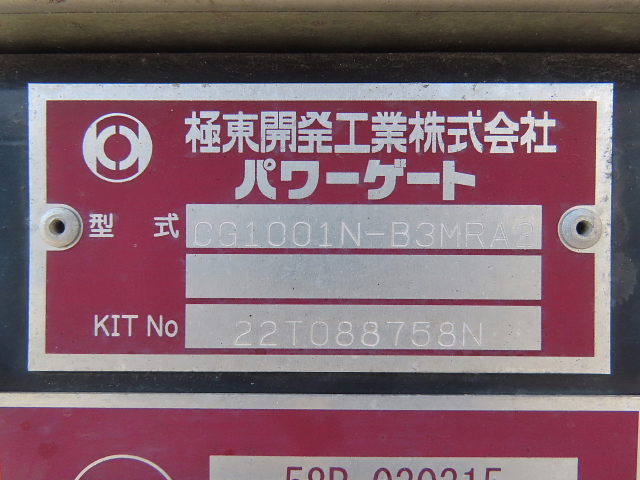 極東開発工業株式会社
パワーゲート
型式 CG1001N-B3MRA2
KIT No 22T088758N